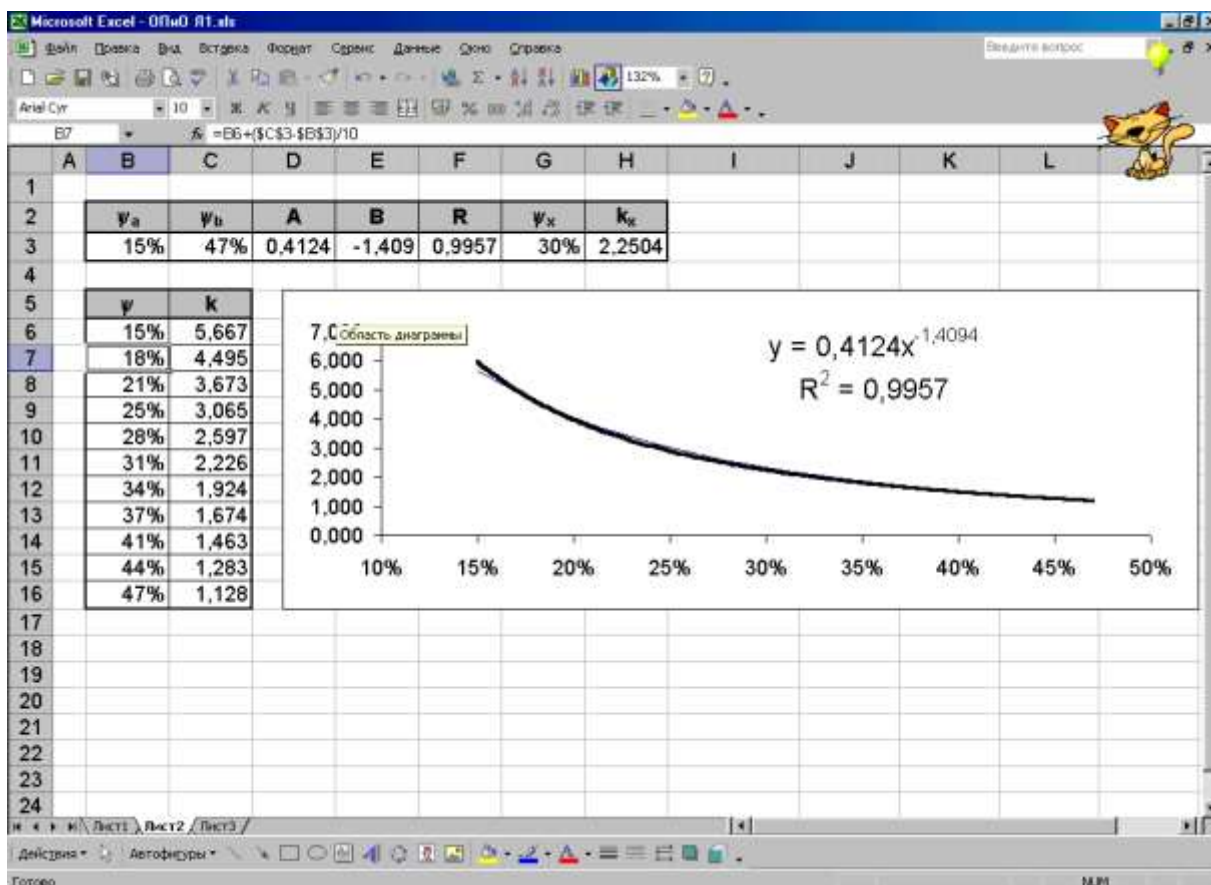 Microsoft Excel - ОПиО Л1.xls
Файл Правка Вид Вставка Формат Сервис Данные Окно Справка
Введите вопрос
132%
Arial Cyr 10 Ж К Ч
B7 fx =B6+($C$3-$B$3)/10
A B C D E F G H I J K L
1
2 ψa ψb A B R ψx kx
3 15% 47% 0,4124 -1,409 0,9957 30% 2,2504
4
5 ψ k
6 15% 5,667
7 18% 4,495
8 21% 3,673
9 25% 3,065
10 28% 2,597
11 31% 2,226
12 34% 1,924
13 37% 1,674
14 41% 1,463
15 44% 1,283
16 47% 1,128
17
18
19
20
21
22
23
24
Область диаграммы
6,000
5,000
4,000
3,000
2,000
1,000
0,000
10% 15% 20% 25% 30% 35% 40% 45% 50%
y = 0,4124x^-1,4094
R² = 0,9957
Лист1 Лист2 Лист3
Действия Автофигуры
Готово NUM